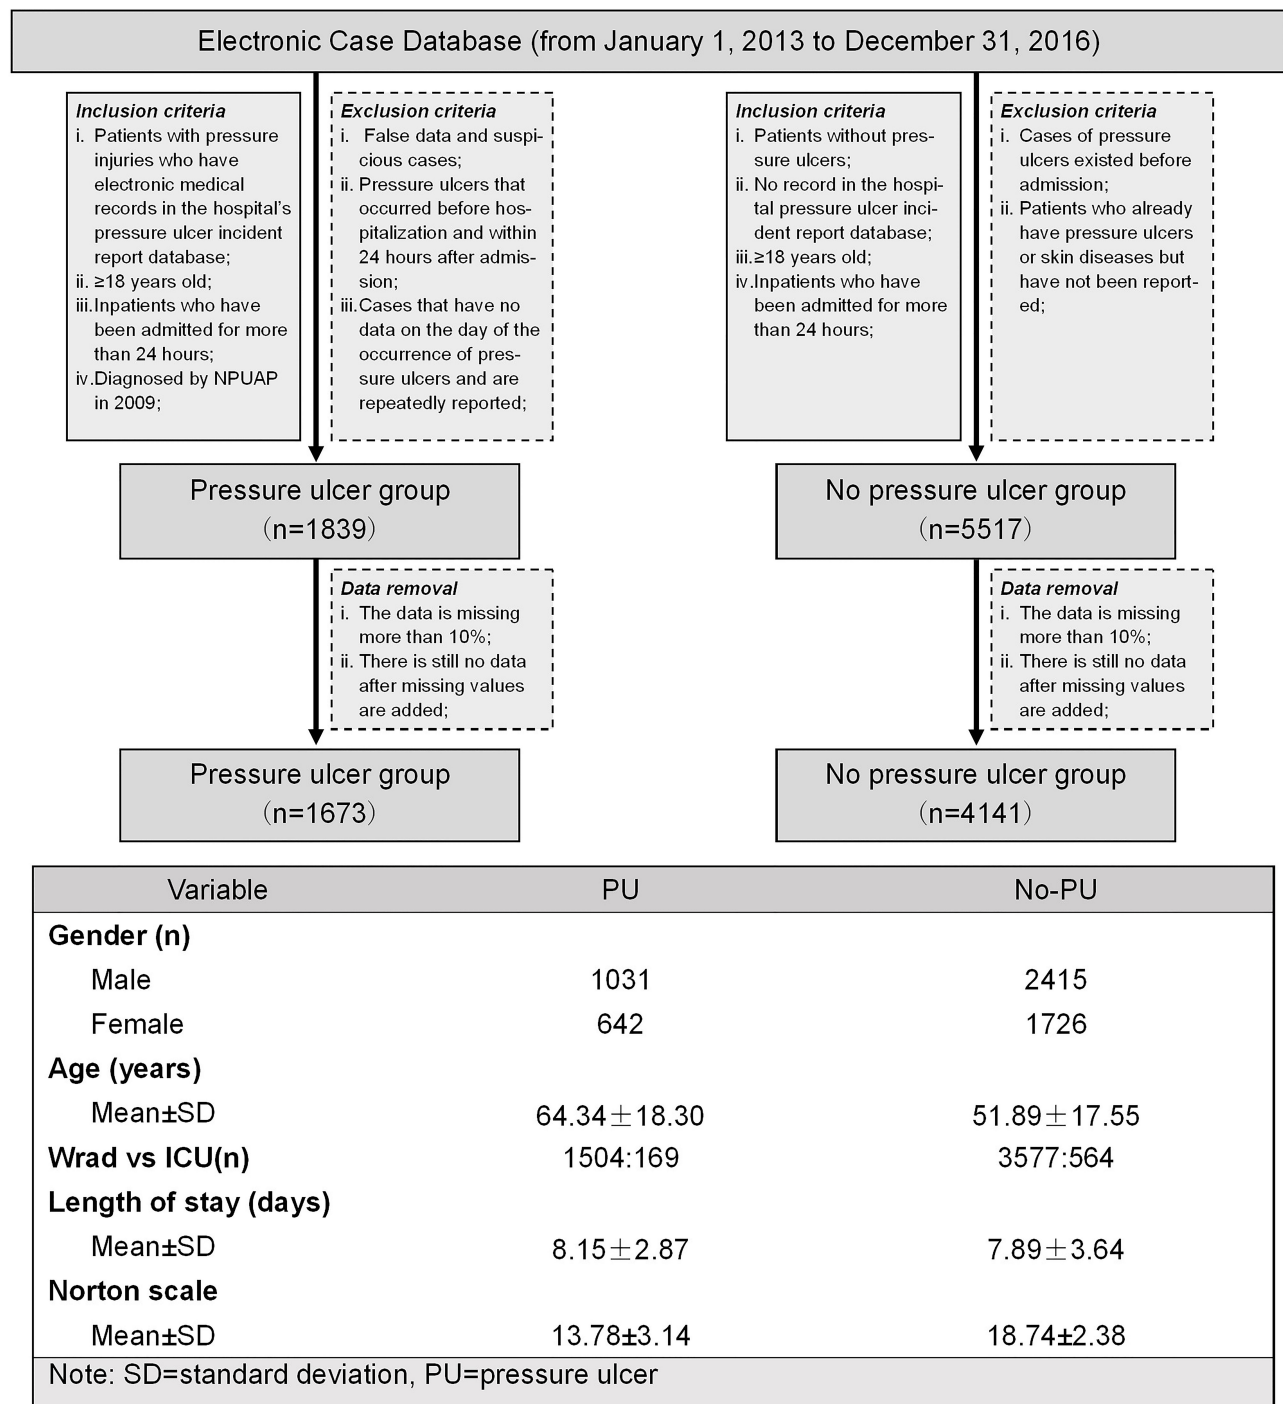 Electronic Case Database (from January 1, 2013 to December 31, 2016)
Inclusion criteria
i. Patients with pressure
injuries who have
electronic medical
records in the hospital's
pressure ulcer incident
report database;
ii. ≥18 years old;
iii.Inpatients who have
been admitted for more
than 24 hours;
iv.Diagnosed by NPUAP
in 2009;
Exclusion criteria
i. False data and suspi-
cious cases;
ii. Pressure ulcers that
occurred before hos-
pitalization and within
24 hours after admis-
sion;
iii.Cases that have no
data on the day of the
occurrence of pres-
sure ulcers and are
repeatedly reported;
Inclusion criteria
i. Patients without pres-
sure ulcers;
ii. No record in the hospi-
tal pressure ulcer inci-
dent report database;
iii.≥18 years old;
iv.Inpatients who have
been admitted for more
than 24 hours;
Exclusion criteria
i. Cases of pressure
ulcers existed before
admission;
ii. Patients who already
have pressure ulcers
or skin diseases but
have not been report-
ed;
Pressure ulcer group
（n=1839）
No pressure ulcer group
（n=5517）
Data removal
i. The data is missing
more than 10%;
ii. There is still no data
after missing values
are added;
Data removal
i. The data is missing
more than 10%;
ii. There is still no data
after missing values
are added;
Pressure ulcer group
（n=1673）
No pressure ulcer group
（n=4141）
Variable PU No-PU
Gender (n)
Male 1031 2415
Female 642 1726
Age (years)
Mean±SD 64.34±18.30 51.89±17.55
Wrad vs ICU(n) 1504:169 3577:564
Length of stay (days)
Mean±SD 8.15±2.87 7.89±3.64
Norton scale
Mean±SD 13.78±3.14 18.74±2.38
Note: SD=standard deviation, PU=pressure ulcer